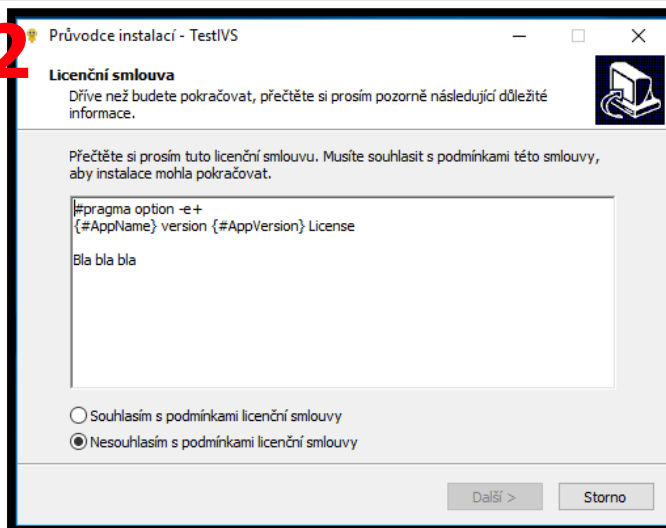 2
Průvodce instalací - TestIVS
Licenční smlouva
Dříve než budete pokračovat, přečtěte si prosím pozorně následující důležité
informace.
Přečtěte si prosím tuto licenční smlouvu. Musíte souhlasit s podmínkami této smlouvy,
aby instalace mohla pokračovat.
#pragma option -e+
{#AppName} version {#AppVersion} License
Bla bla bla
Souhlasím s podmínkami licenční smlouvy
Nesouhlasím s podmínkami licenční smlouvy
Další >
Storno